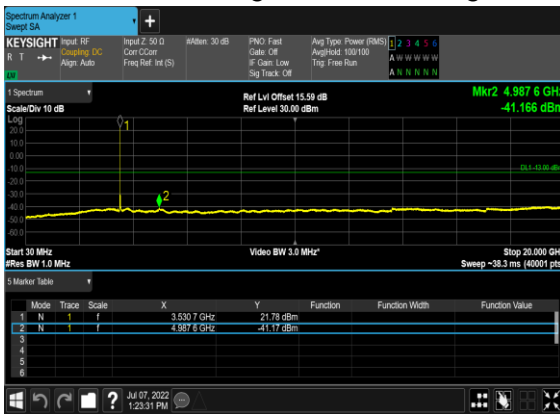 Spectrum Analyzer 1
Swept SA
+
KEYSIGHT Input: RF Input Z: 50 Ω #Atten: 30 dB PNO: Fast Avg Type: Power (RMS) 1 2 3 4 5 6
R T Coupling: DC Corr CCorr Gate: Off Avg|Hold: 100/100 A W W W W W
Align: Auto Freq Ref: Int (S) IF Gain: Low Trig: Free Run
Sig Track: Off A N N N N N
1 Spectrum Ref Lvl Offset 15.59 dB Mkr2 4.987 6 GHz
Scale/Div 10 dB Ref Level 30.00 dBm -41.166 dBm
Log
20.0
10.0
0.00
-10.0
DL1 -13.00 dBm
-20.0
-30.0
-40.0
-50.0
-60.0
1
2
Start 30 MHz Video BW 3.0 MHz* Stop 20.000 GHz
#Res BW 1.0 MHz Sweep ~38.3 ms (40001 pts)
5 Marker Table
Mode Trace Scale X Y Function Function Width Function Value
1 N 1 f 3.530 7 GHz 21.78 dBm
2 N 1 f 4.987 6 GHz -41.17 dBm
3
4
5
6
? Jul 07, 2022
1:23:31 PM